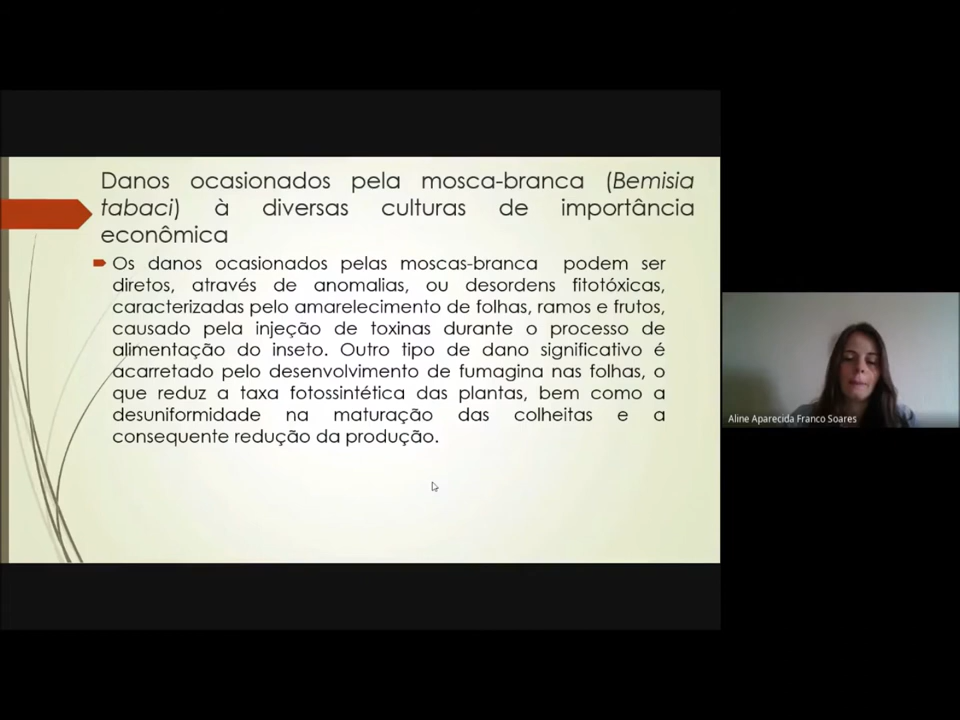 Danos ocasionados pela mosca-branca (Bemisia
tabaci) à diversas culturas de importância
econômica
Os danos ocasionados pelas moscas-branca podem ser
diretos, através de anomalias, ou desordens fitotóxicas,
caracterizadas pelo amarelecimento de folhas, ramos e frutos,
causado pela injeção de toxinas durante o processo de
alimentação do inseto. Outro tipo de dano significativo é
acarretado pelo desenvolvimento de fumagina nas folhas, o
que reduz a taxa fotossintética das plantas, bem como a
desuniformidade na maturação das colheitas e a
consequente redução da produção.
Aline Aparecida Franco Soares